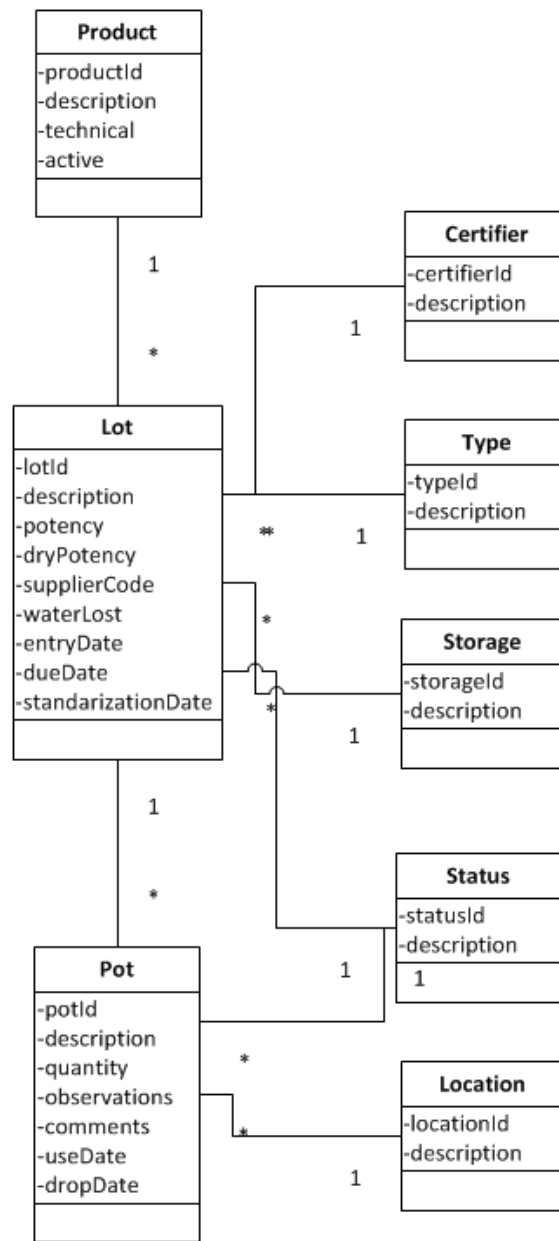 Product
-productId
-description
-technical
-active
1
*
Certifier
-certifierId
-description
1
Lot
-lotId
-description
-potency
-dryPotency
-supplierCode
-waterLost
-entryDate
-dueDate
-standarizationDate
Type
-typeId
-description
**
1
*
Storage
-storageId
-description
*
1
1
*
Status
-statusId
-description
1
1
Pot
-potId
-description
-quantity
-observations
-comments
-useDate
-dropDate
*
*
Location
-locationId
-description
1